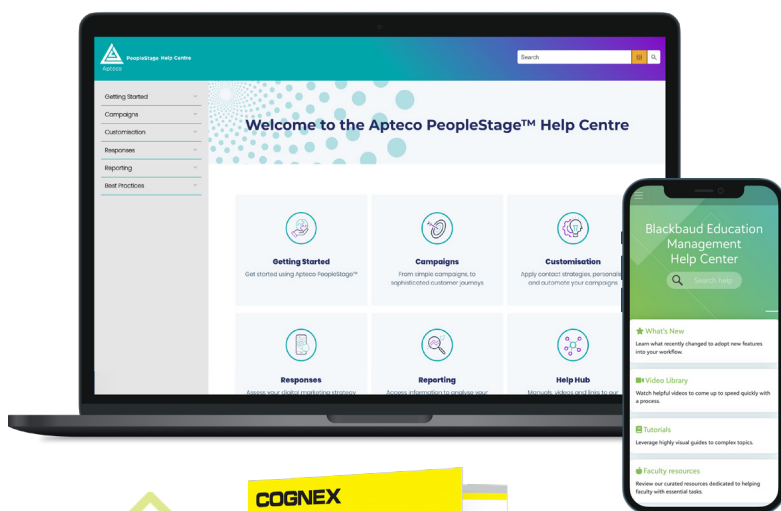 Apteco
PeopleStage Help Centre
Search
Getting Started
Campaigns
Customisation
Responses
Reporting
Best Practices
Welcome to the Apteco PeopleStage™ Help Centre
Getting Started
Get started using Apteco PeopleStage™
Campaigns
From simple campaigns, to
sophisticated customer journeys
Customisation
Apply contact strategies, personalis
and automate your campaigns
Responses
Assess your digital marketing strategy
Reporting
Access information to analyse your
Help Hub
Manuals, videos and links to our
Blackbaud Education
Management
Help Center
Search help
What's New
Learn what recently changed to adopt new features
into your workflow.
Video Library
Watch helpful videos to come up to speed quickly with
a process.
Tutorials
Leverage highly visual guides to complex topics.
Faculty resources
Review our curated resources dedicated to helping
faculty with essential tasks.
COGNEX